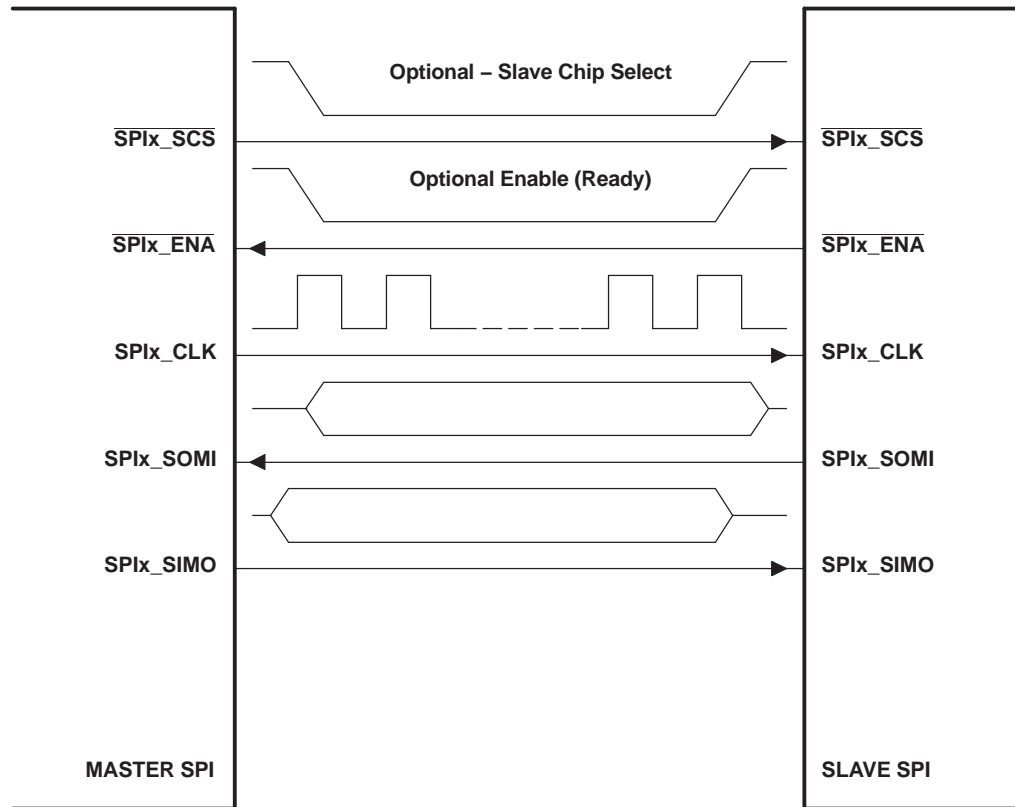 Optional – Slave Chip Select
SPIx_SCS SPIx_SCS
Optional Enable (Ready)
SPIx_ENA SPIx_ENA
SPIx_CLK SPIx_CLK
SPIx_SOMI SPIx_SOMI
SPIx_SIMO SPIx_SIMO
MASTER SPI SLAVE SPI